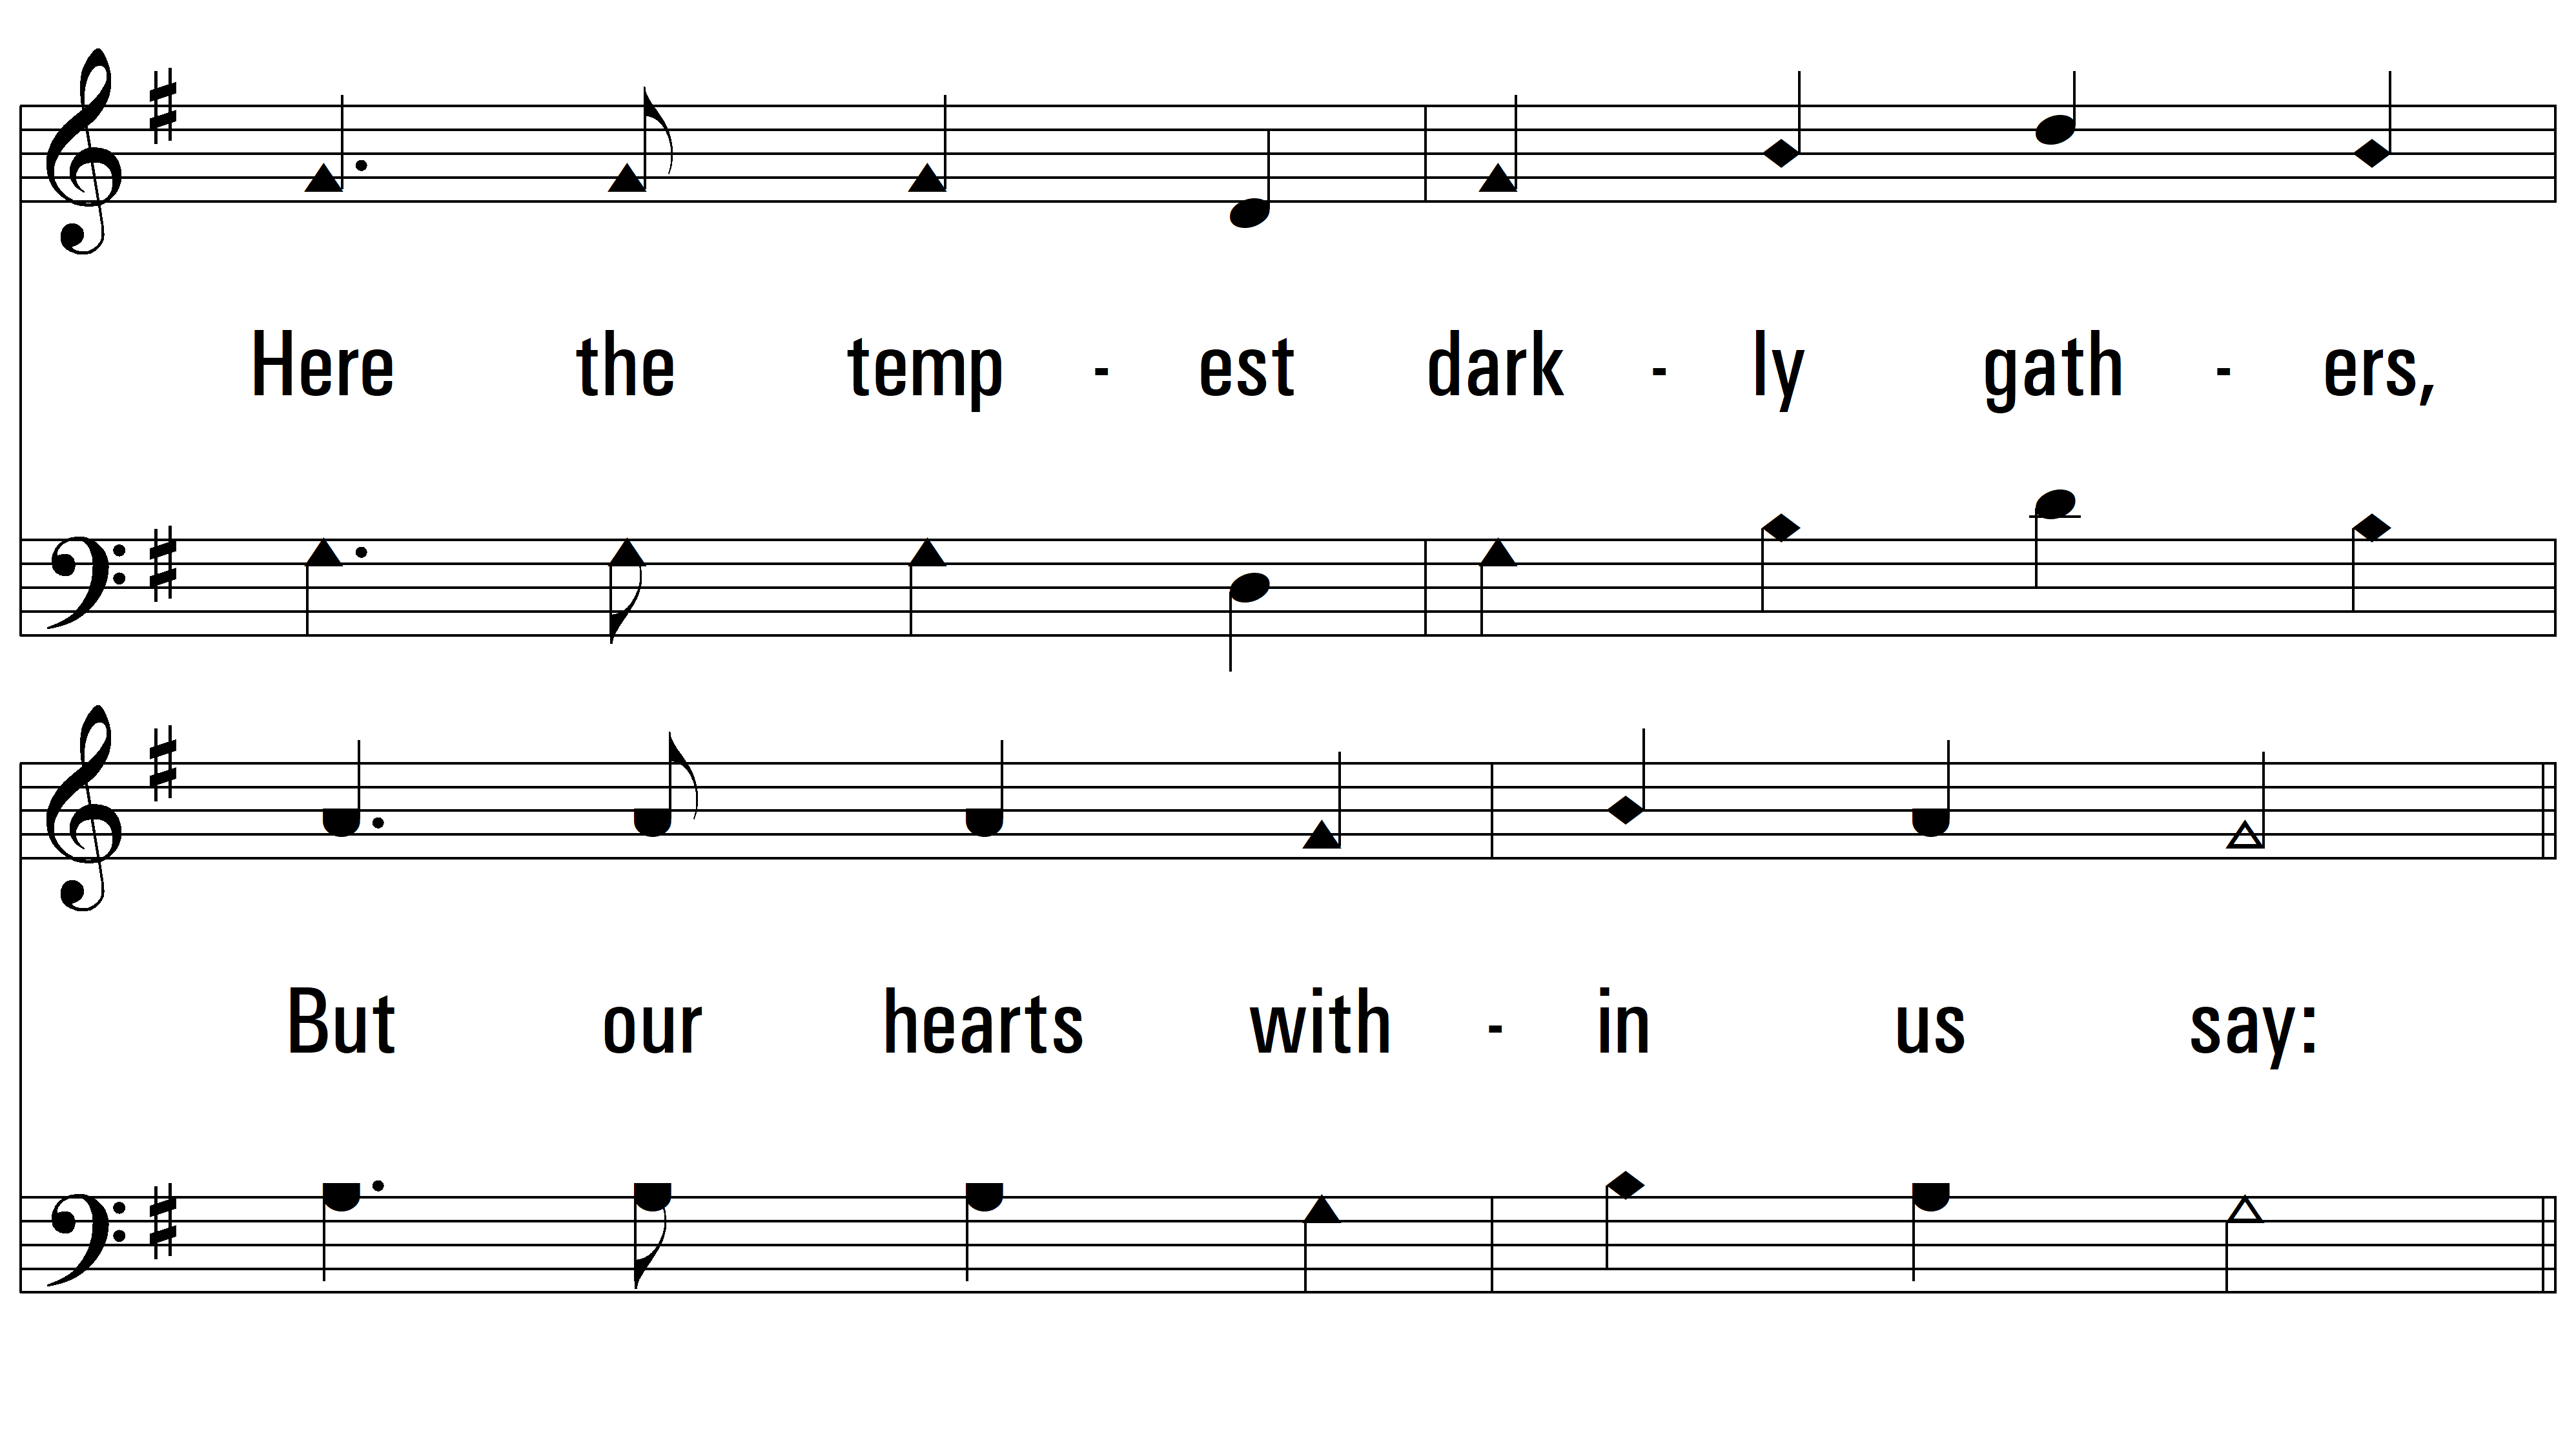 Here the temp - est dark - ly gath - ers,
But our hearts with - in us say: